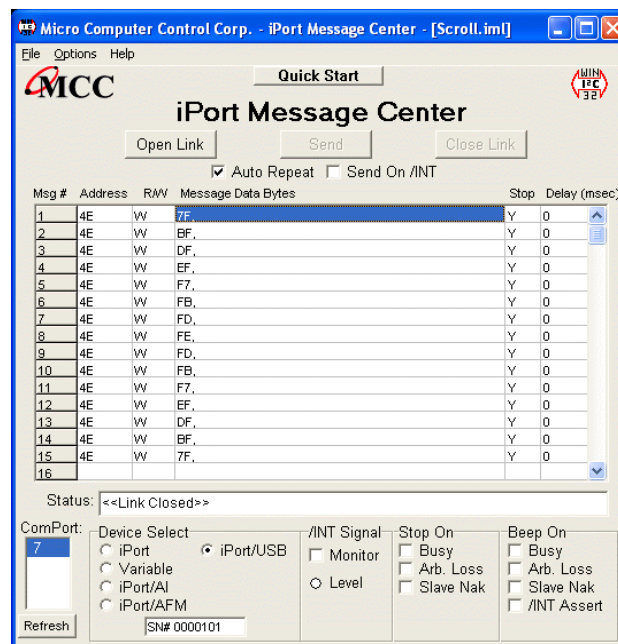 Micro Computer Control Corp. - iPort Message Center - [Scroll.iml]
File Options Help
MCC
Quick Start
WIN
I²C
32
iPort Message Center
Open Link Send Close Link
Auto Repeat Send On /INT
Msg # Address R/W Message Data Bytes Stop Delay (msec)
1 4E W 7F, Y 0
2 4E W BF, Y 0
3 4E W DF, Y 0
4 4E W EF, Y 0
5 4E W F7, Y 0
6 4E W FB, Y 0
7 4E W FD, Y 0
8 4E W FE, Y 0
9 4E W FD, Y 0
10 4E W FB, Y 0
11 4E W F7, Y 0
12 4E W EF, Y 0
13 4E W DF, Y 0
14 4E W BF, Y 0
15 4E W 7F, Y 0
16
Status: <<Link Closed>>
ComPort: Device Select /INT Signal Stop On Beep On
7 iPort iPort/USB Monitor Busy Busy
Variable Arb. Loss Arb. Loss
iPort/AI Level Slave Nak Slave Nak
iPort/AFM /INT Assert
Refresh SN# 0000101